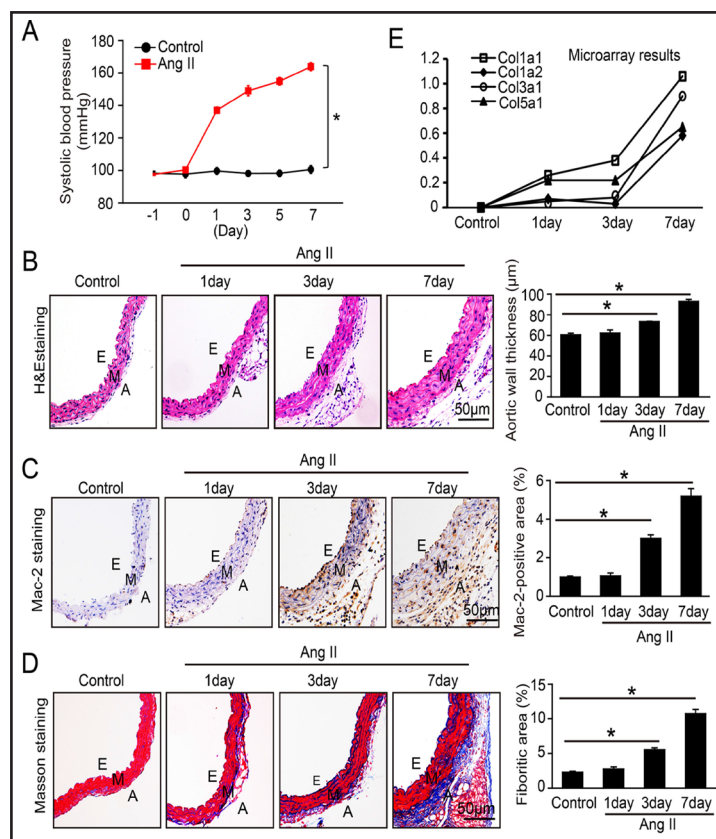 A
Control
Ang II
Systolic blood pressure
(mmHg)
180
160
140
120
100
80
-1 0 1 3 5 7
(Day)
*
E
Microarray results
Col1a1
Col1a2
Col3a1
Col5a1
1.2
1.0
0.8
0.6
0.4
0.2
0
Control 1day 3day 7day
B
Ang II
Control 1day 3day 7day
H&Estaining
E M A
E M A
E M A
E M A
50μm
Aortic wall thickness (μm)
100
80
60
40
20
0
*
*
Control 1day 3day 7day
Ang II
C
Ang II
Control 1day 3day 7day
Mac-2 staining
E M A
E M A
E M A
E M A
50μm
Mac-2-positive area (%)
6
4
2
0
*
*
Control 1day 3day 7day
Ang II
D
Ang II
Control 1day 3day 7day
Masson staining
E M A
E M A
E M A
E M A
50μm
Fiboritic area (%)
15
10
5
0
*
*
Control 1day 3day 7day
Ang II